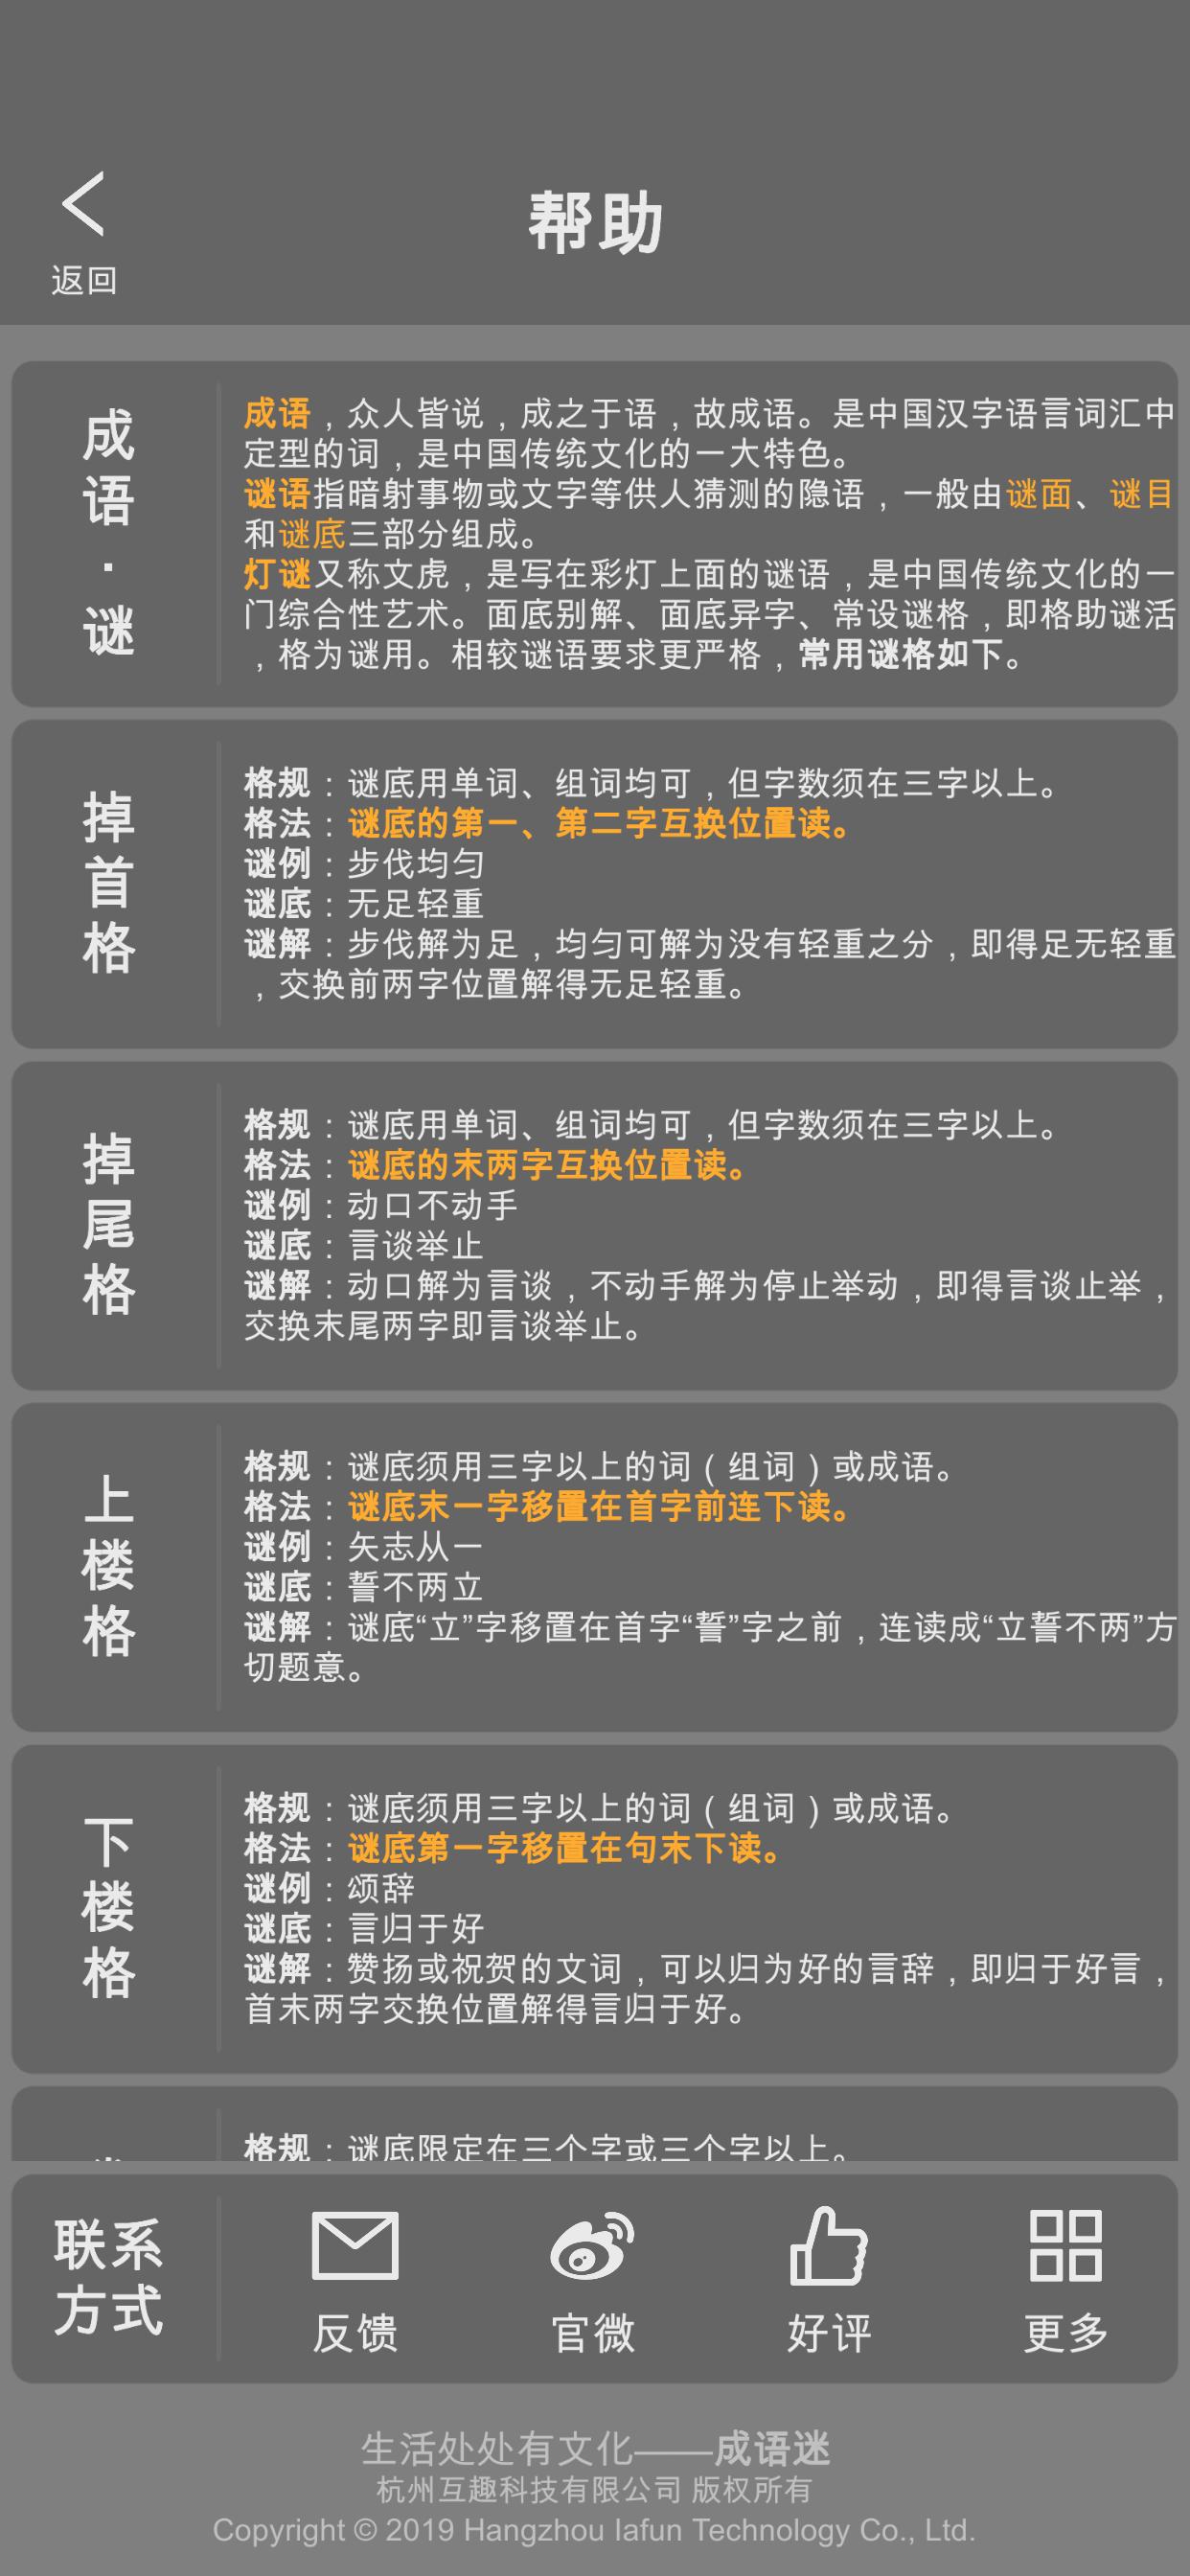 返回
帮助
成语·谜
成语，众人皆说，成之于语，故成语。是中国汉字语言词汇中
定型的词，是中国传统文化的一大特色。
谜语指暗射事物或文字等供人猜测的隐语，一般由谜面、谜目
和谜底三部分组成。
灯谜又称文虎，是写在彩灯上面的谜语，是中国传统文化的一
门综合性艺术。面底别解、面底异字、常设谜格，即格助谜活
，格为谜用。相较谜语要求更严格，常用谜格如下。
掉首格
格规：谜底用单词、组词均可，但字数须在三字以上。
格法：谜底的第一、第二字互换位置读。
谜例：步伐均匀
谜底：无足轻重
谜解：步伐解为足，均匀可解为没有轻重之分，即得足无轻重
，交换前两字位置解得无足轻重。
掉尾格
格规：谜底用单词、组词均可，但字数须在三字以上。
格法：谜底的末两字互换位置读。
谜例：动口不动手
谜底：言谈举止
谜解：动口解为言谈，不动手解为停止举动，即得言谈止举，
交换末尾两字即言谈举止。
上楼格
格规：谜底须用三字以上的词（组词）或成语。
格法：谜底末一字移置在首字前连下读。
谜例：矢志从一
谜底：誓不两立
谜解：谜底“立”字移置在首字“誓”字之前，连读成“立誓不两”方
切题意。
下楼格
格规：谜底须用三字以上的词（组词）或成语。
格法：谜底第一字移置在句末下读。
谜例：颂辞
谜底：言归于好
谜解：赞扬或祝贺的文词，可以归为好的言辞，即归于好言，
首末两字交换位置解得言归于好。
格规：谜底限定在三个字或三个字以上。
联系
方式
反馈
官微
好评
更多
生活处处有文化——成语迷
杭州互趣科技有限公司 版权所有
Copyright © 2019 Hangzhou Iafun Technology Co., Ltd.